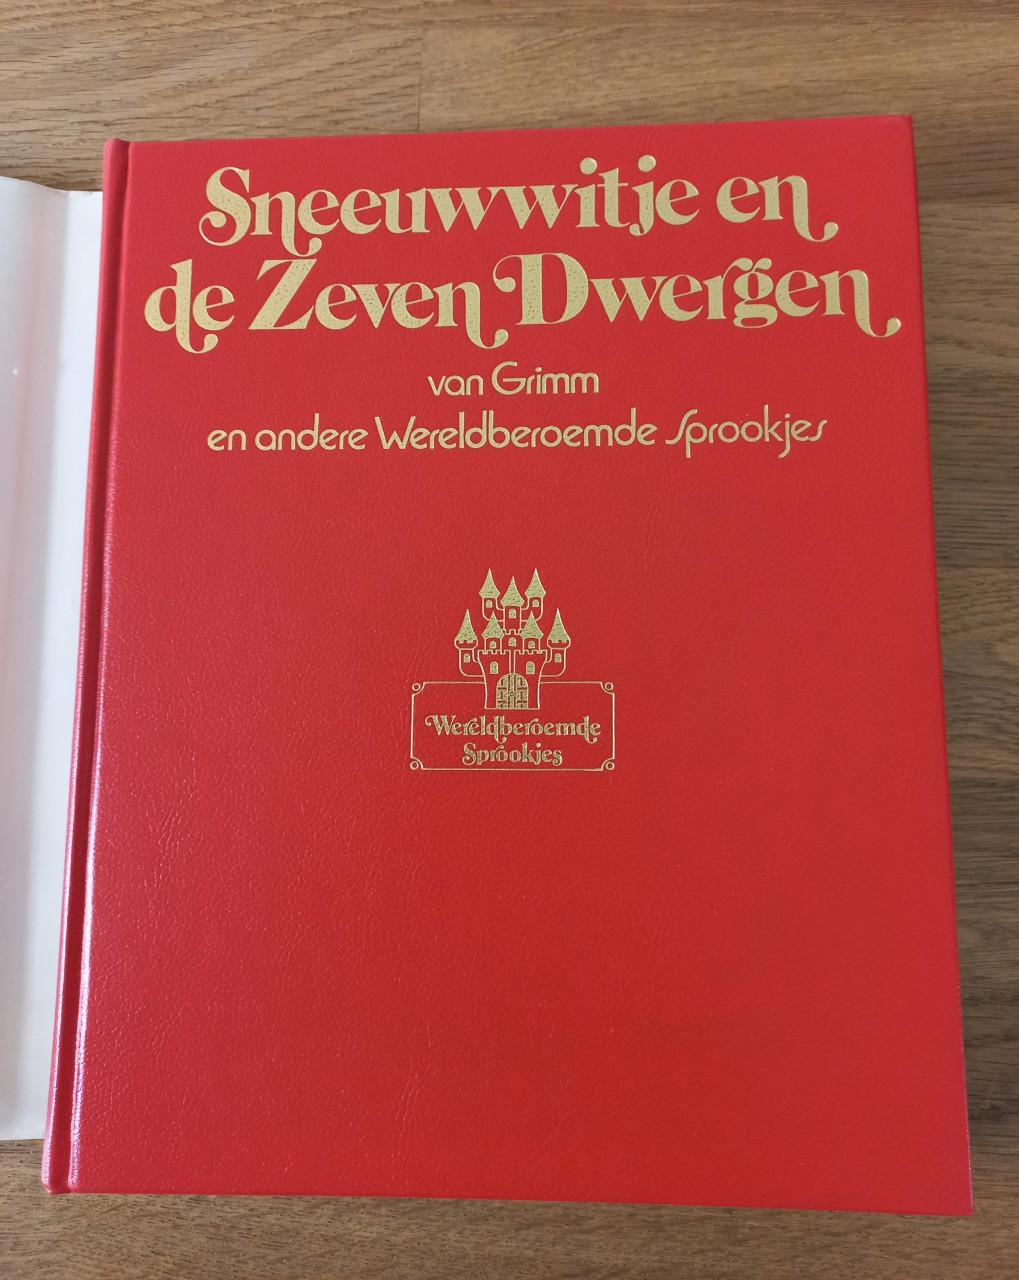 Sneeuwwitje en
de Zeven Dwergen
van Grimm
en andere Wereldberoemde Sprookjes
Wereldberoemde
Sprookjes